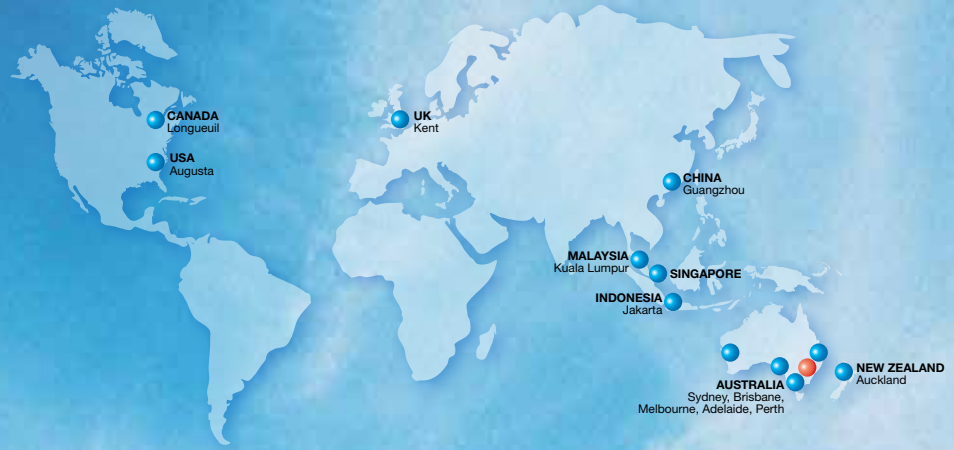 CANADA
Longueuil
USA
Augusta
UK
Kent
CHINA
Guangzhou
MALAYSIA
Kuala Lumpur
SINGAPORE
INDONESIA
Jakarta
AUSTRALIA
Sydney, Brisbane,
Melbourne, Adelaide, Perth
NEW ZEALAND
Auckland